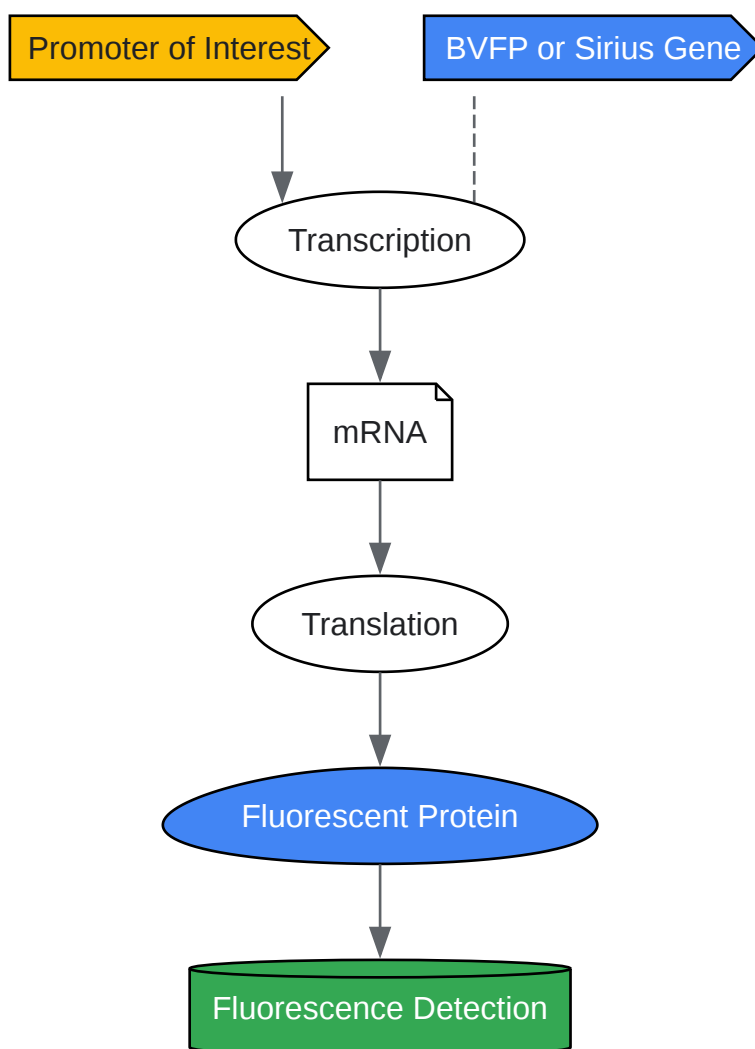 Promoter of Interest
BVFP or Sirius Gene
Transcription
mRNA
Translation
Fluorescent Protein
Fluorescence Detection